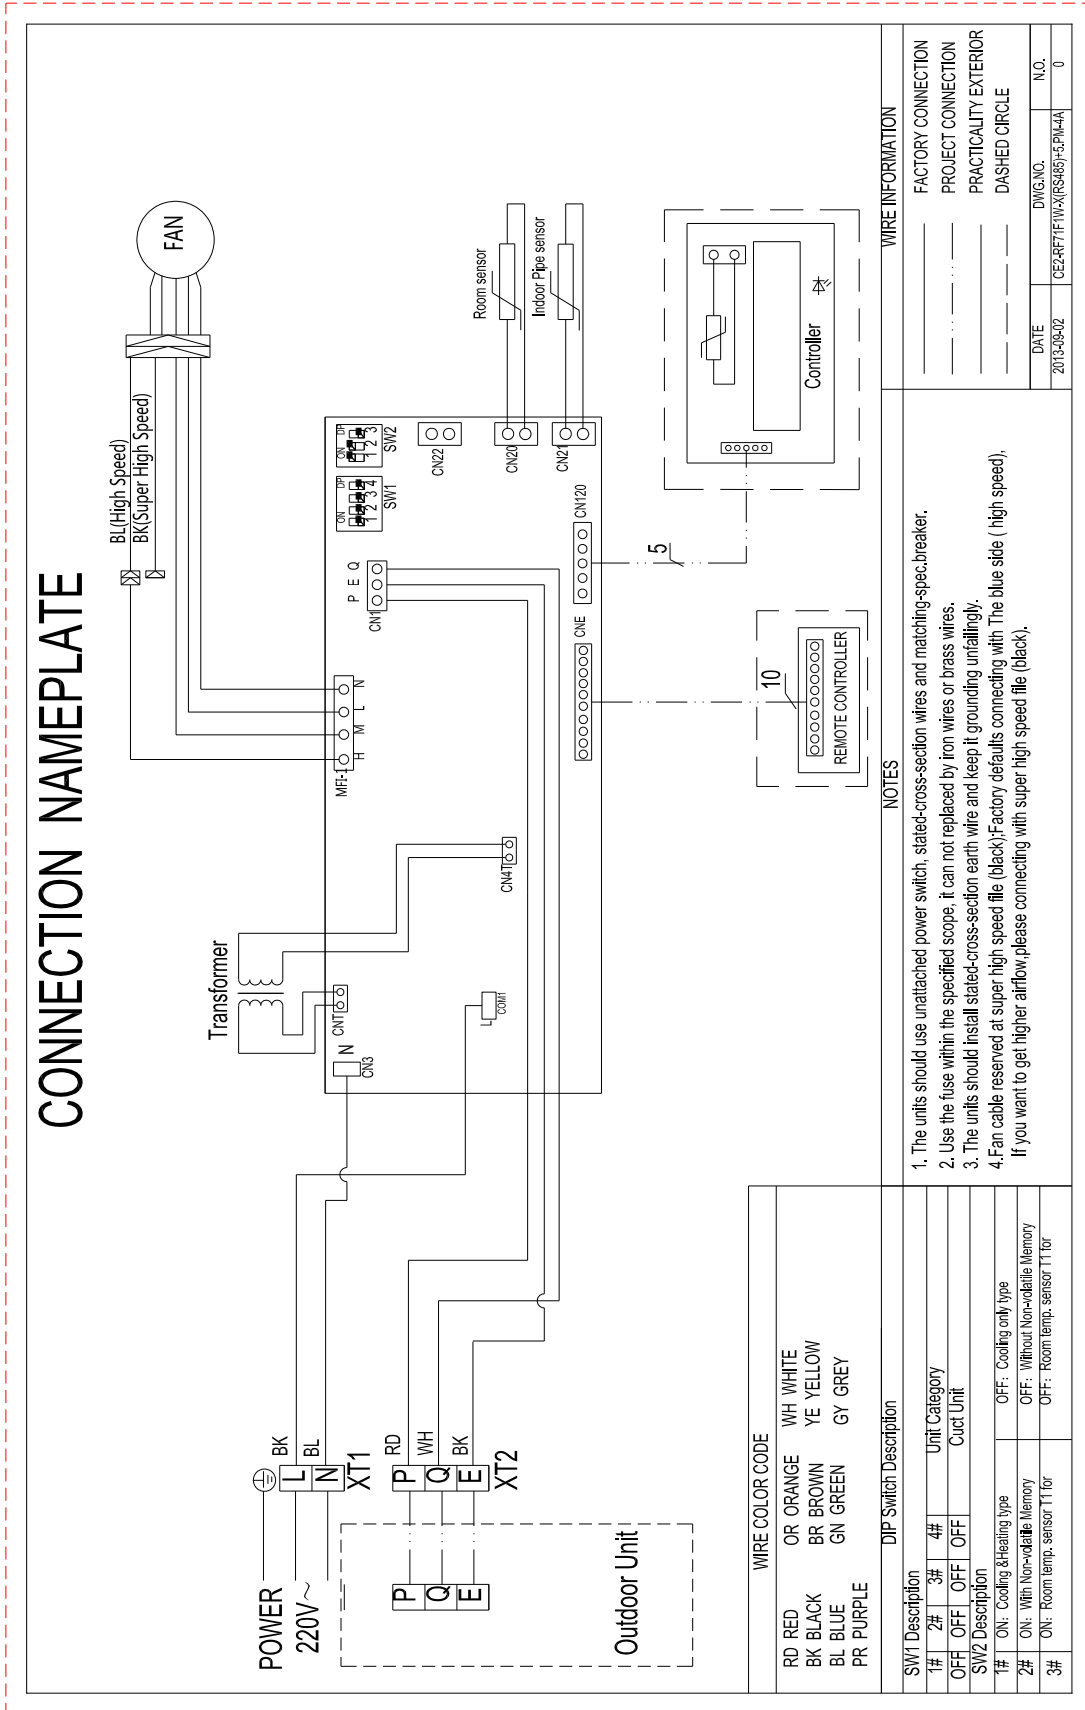 CONNECTION NAMEPLATE
BL(High Speed)
BK(Super High Speed)
FAN
Transformer
MFI-1
H M L N
P E Q
CN1
ON DP
1 2 3 4
SW1
ON DP
1 2 3
SW2
CN22
CN20
CN21
Room sensor
Indoor Pipe sensor
CNT
N
CN3
L
COM1
CN4T
CNE
CN120
10
5
REMOTE CONTROLLER
Controller
POWER
220V~
L
N
XT1
BK
BL
RD
WH
BK
P
Q
E
XT2
P
Q
E
Outdoor Unit
WIRE COLOR CODE
RD RED OR ORANGE WH WHITE
BK BLACK BR BROWN YE YELLOW
BL BLUE GN GREEN GY GREY
PR PURPLE
DIP Switch Description
SW1 Description
1# 2# 3# 4# Unit Category
OFF OFF OFF OFF Cuct Unit
SW2 Description
1# ON: Cooling &Heating type OFF: Cooling only type
2# ON: With Non-volatile Memory OFF: Without Non-volatile Memory
3# ON: Room temp. sensor T1 for OFF: Room temp. sensor T1 for
NOTES
1. The units should use unattached power switch, stated-cross-section wires and matching-spec.breaker.
2. Use the fuse within the specified scope, it can not replaced by iron wires or brass wires.
3. The units should install stated-cross-section earth wire and keep it grounding unfailingly.
4.Fan cable reserved at super high speed file (black);Factory defaults connecting with The blue side ( high speed),
If you want to get higher airflow,please connecting with super high speed file (black).
WIRE INFORMATION
FACTORY CONNECTION
PROJECT CONNECTION
PRACTICALITY EXTERIOR
DASHED CIRCLE
DATE DWG.NO. N.O.
2013-09-02 CE2-RF71F1W-X(RS485)+5.PM-4A 0